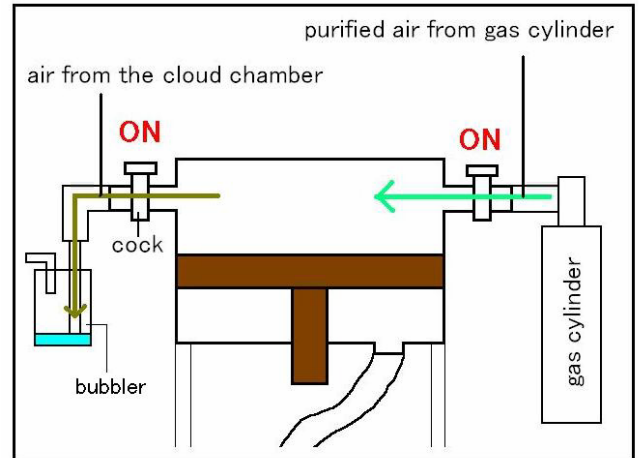 purified air from gas cylinder
air from the cloud chamber
ON
ON
cock
bubbler
gas cylinder